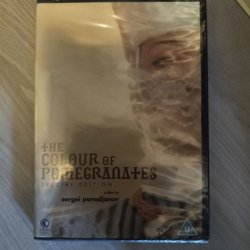 THE
COLOUR OF
POMEGRANATES
SPECIAL EDITION
a film by
sergei paradjanov
U